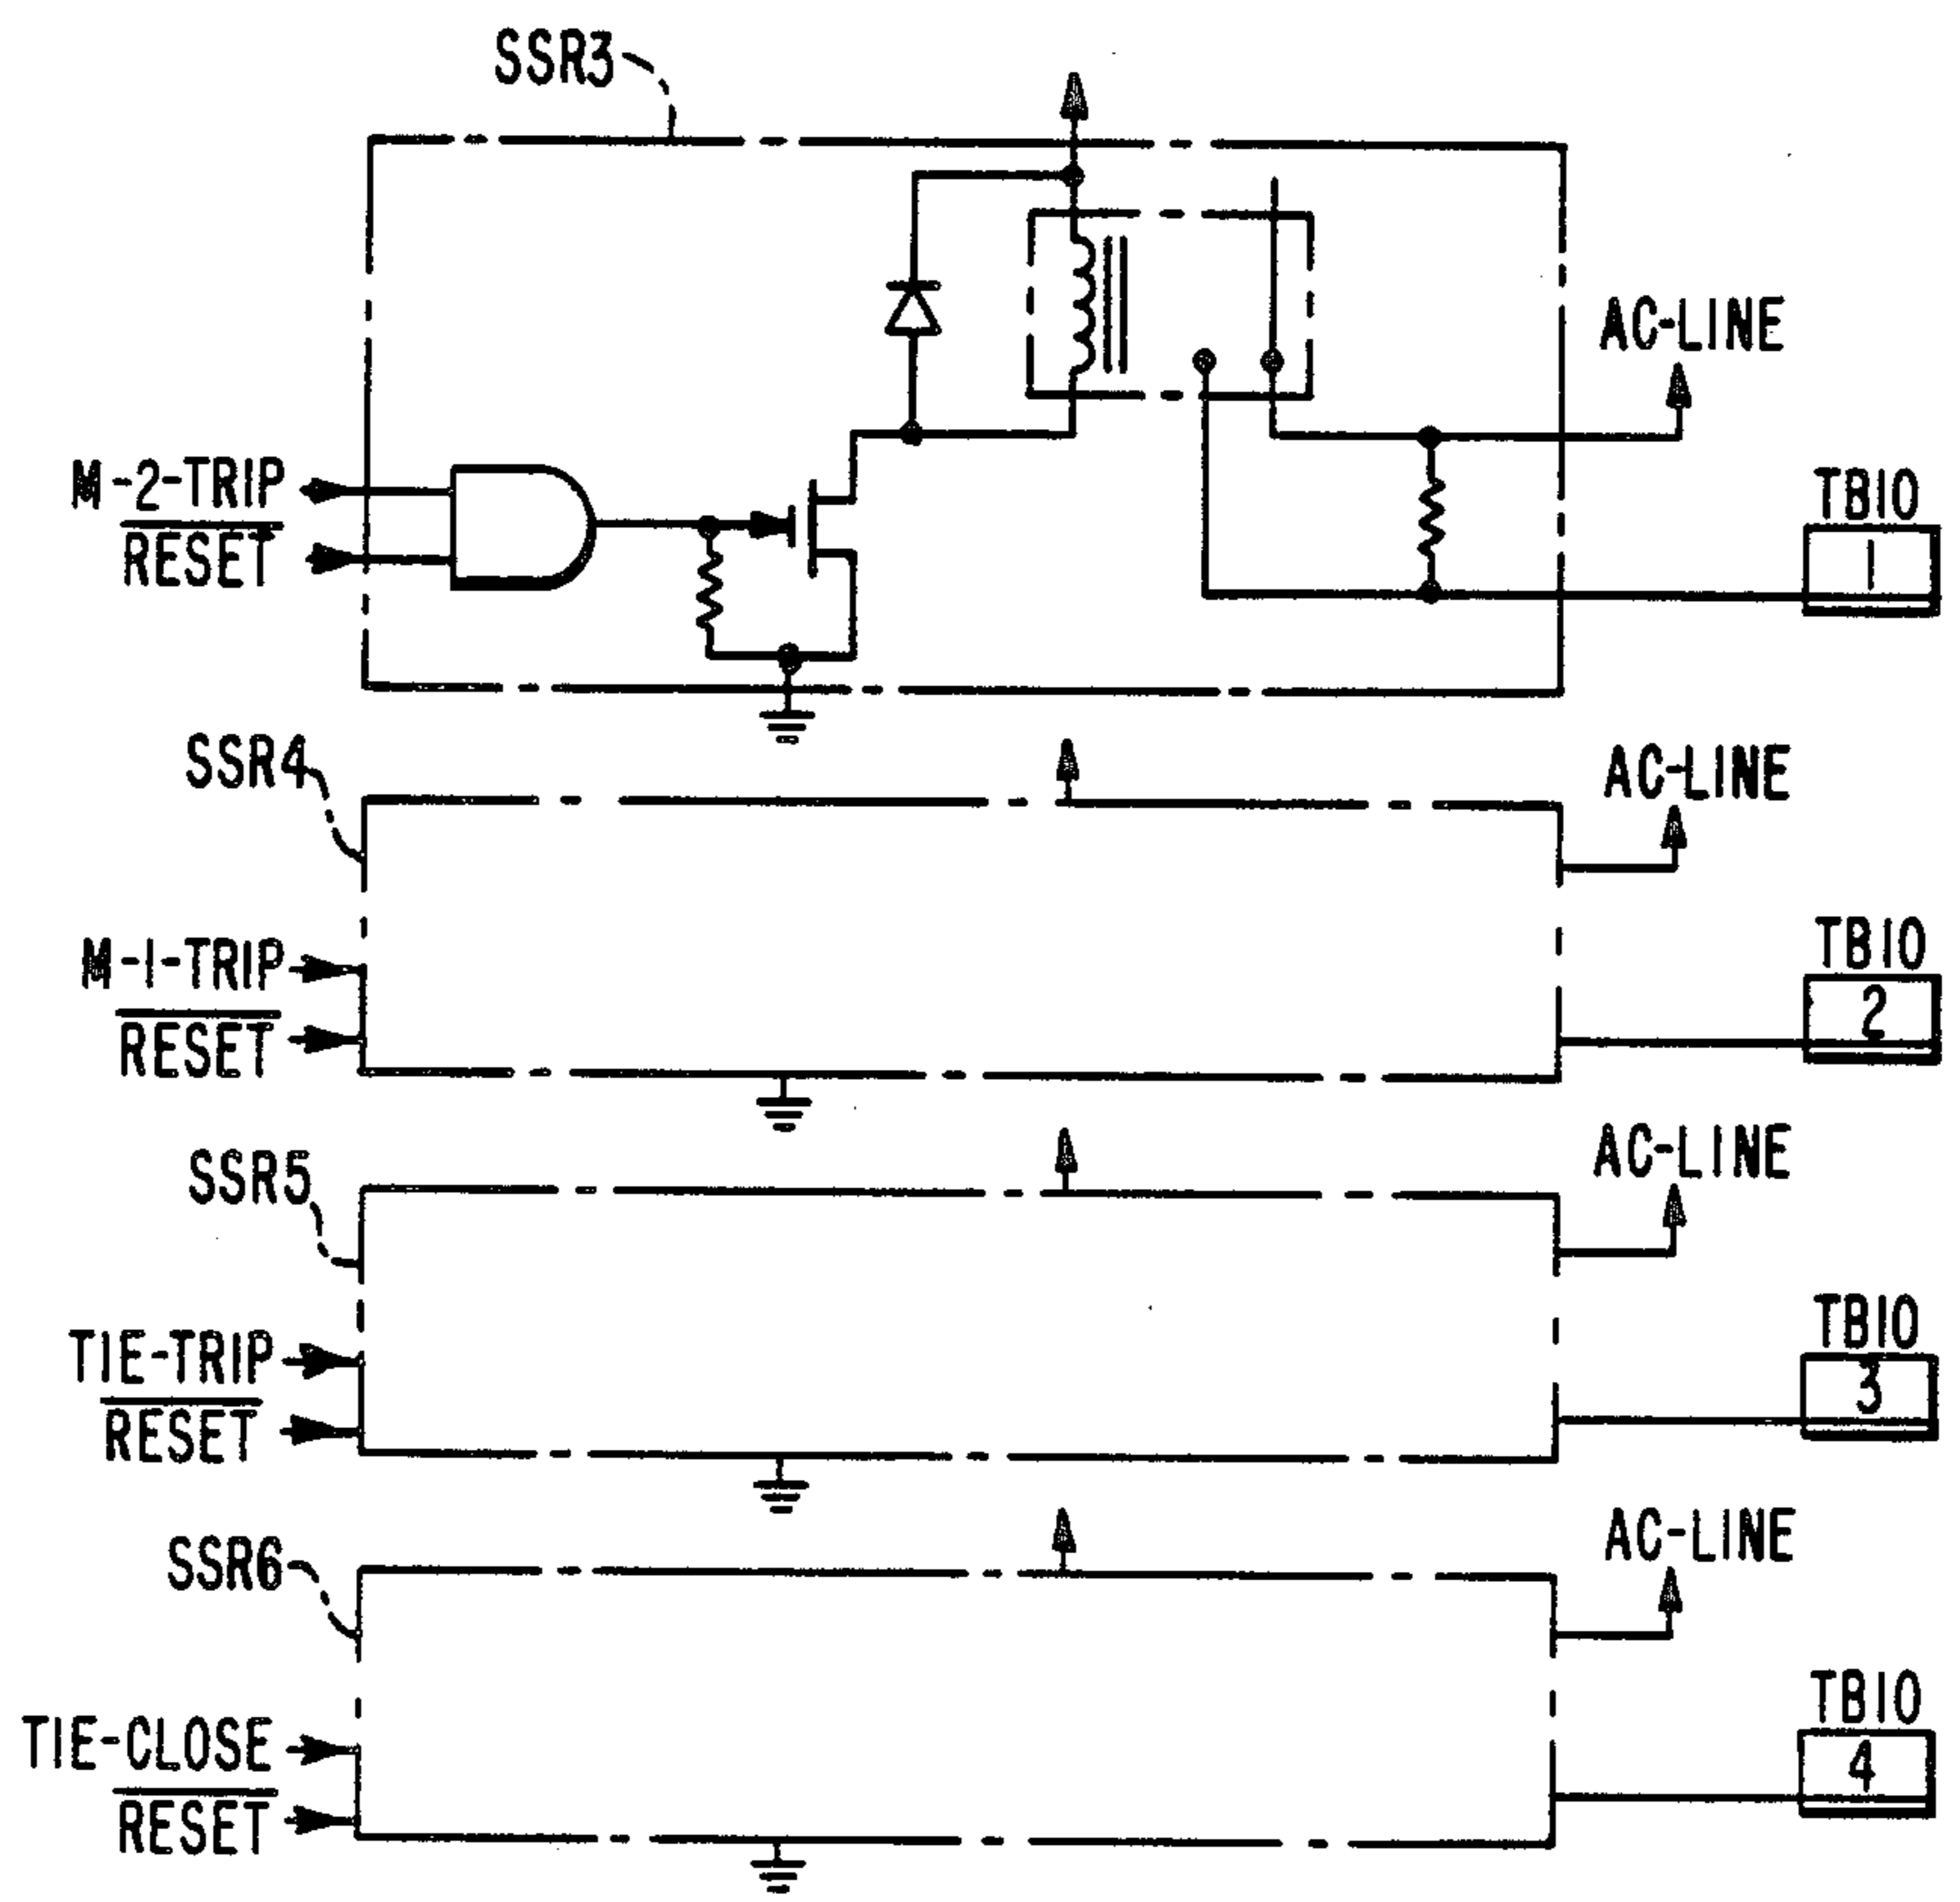 SSR3
AC-LINE
M-2-TRIP
RESET
TB10
1
SSR4
AC-LINE
M-1-TRIP
RESET
TB10
2
SSR5
AC-LINE
TIE-TRIP
RESET
TB10
3
SSR6
AC-LINE
TIE-CLOSE
RESET
TB10
4